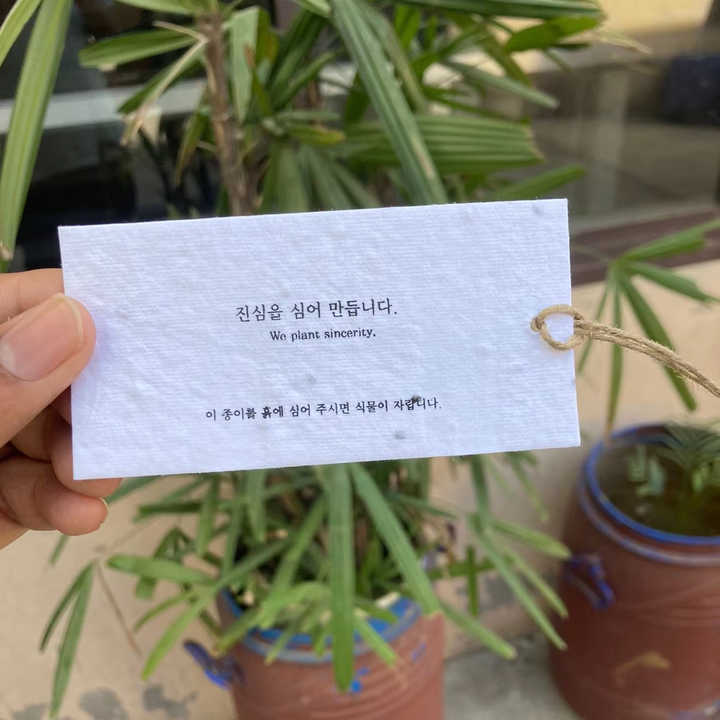 진심을 심어 만듭니다.
We plant sincerity.
이 종이를 흙에 심어 주시면 식물이 자랍니다.